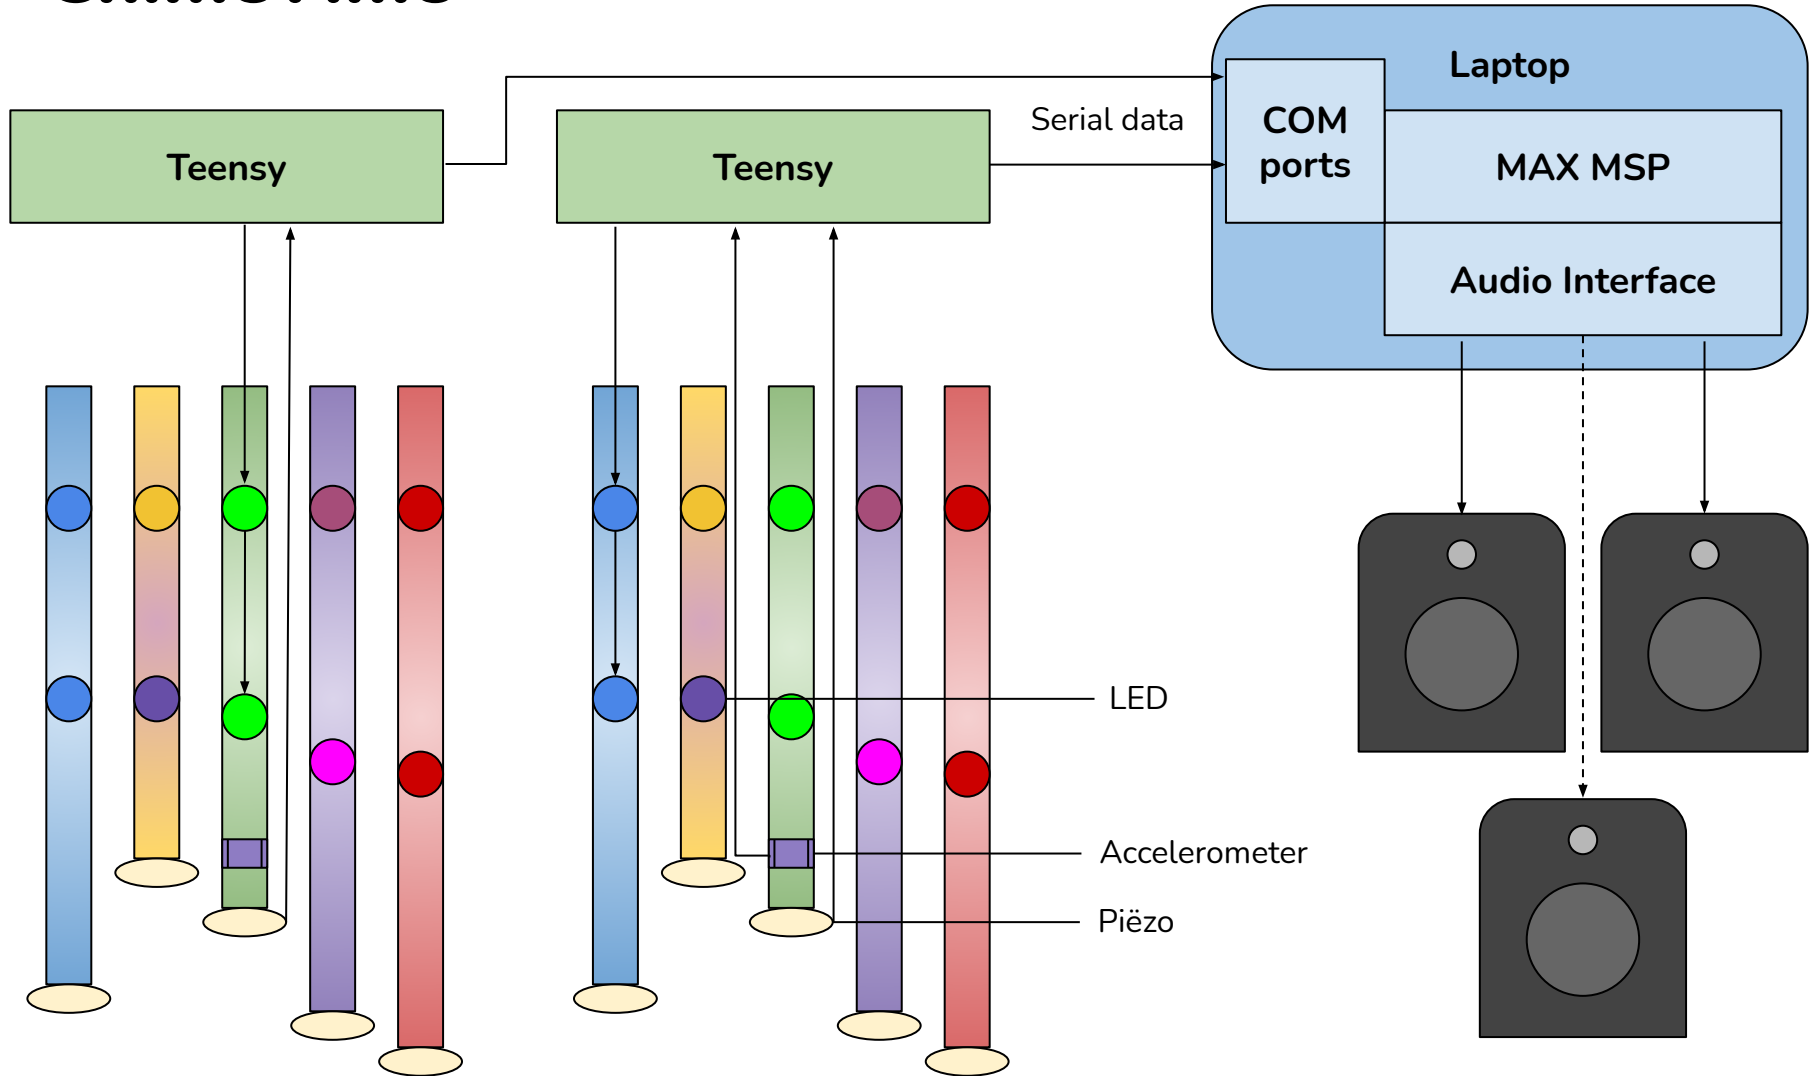 Laptop
Serial data
COM
ports
Teensy
Teensy
MAX MSP
Audio Interface
LED
Accelerometer
Piëzo